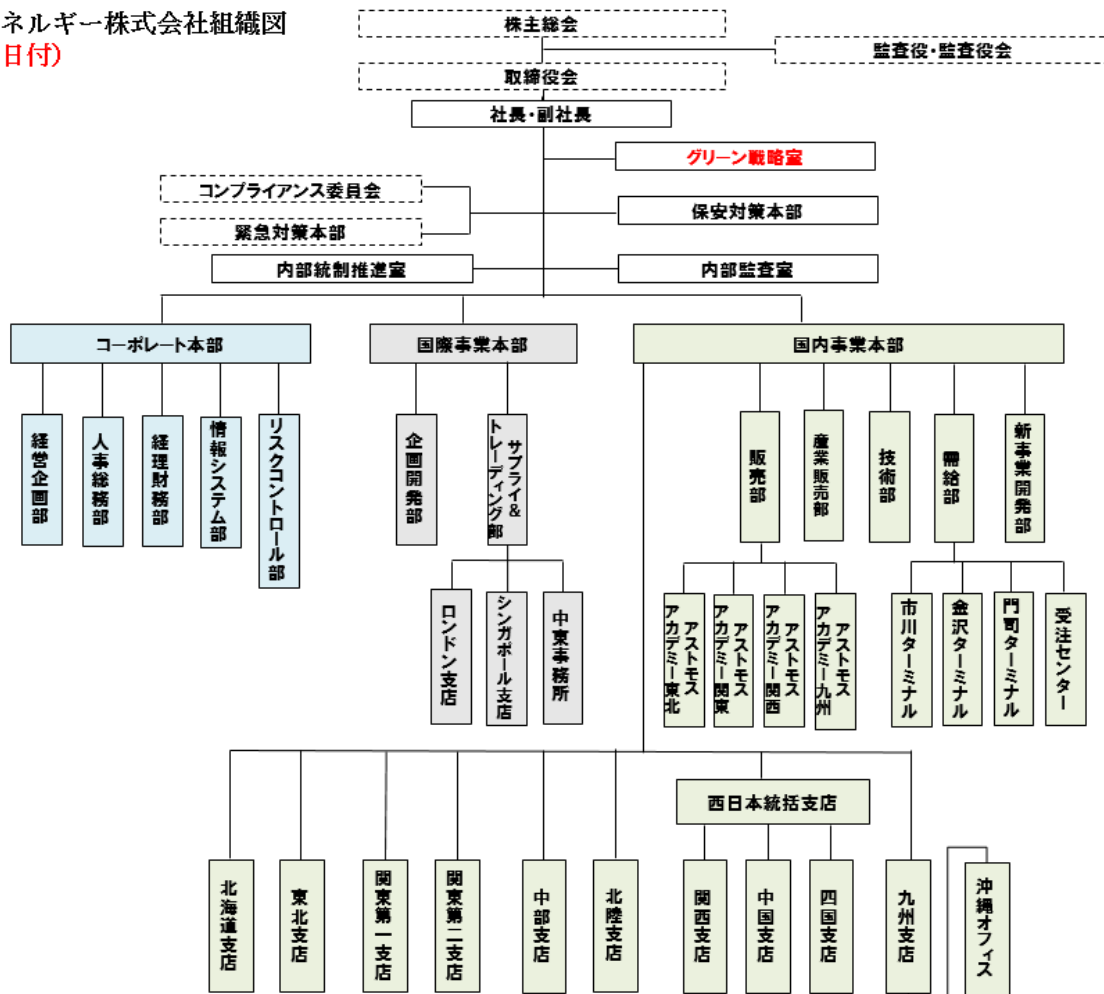 ネルギー株式会社組織図
日付）
株主総会
監査役・監査役会
取締役会
社長・副社長
グリーン戦略室
コンプライアンス委員会
保安対策本部
緊急対策本部
内部統制推進室
内部監査室
コーポレート本部
国際事業本部
国内事業本部
経営企画部
人事総務部
経理財務部
情報システム部
リスクコントロール部
企画開発部
サプライ＆
トレーディング部
販売部
産業販売部
技術部
需給部
新事業開発部
ロンドン支店
シンガポール支店
中東事務所
アストモス
アカデミー東北
アストモス
アカデミー関東
アストモス
アカデミー関西
アストモス
アカデミー九州
市川ターミナル
金沢ターミナル
門司ターミナル
受注センター
西日本統括支店
北海道支店
東北支店
関東第一支店
関東第二支店
中部支店
北陸支店
関西支店
中国支店
四国支店
九州支店
沖縄オフィス